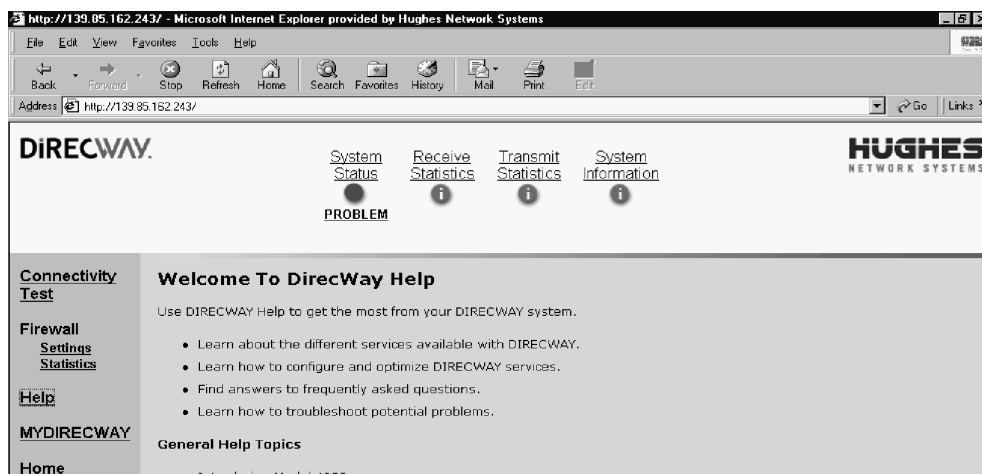 http://139.85.162.243/ - Microsoft Internet Explorer provided by Hughes Network Systems
File Edit View Favorites Tools Help
Back Forward Stop Refresh Home Search Favorites History Mail Print Edit
Address http://139.85.162.243/ Go Links
DIRECWAY.
System Status
PROBLEM
Receive Statistics
Transmit Statistics
System Information
HUGHES
NETWORK SYSTEMS
Connectivity Test
Firewall
Settings
Statistics
Help
MYDIRECWAY
Home
Welcome To DirecWay Help
Use DIRECWAY Help to get the most from your DIRECWAY system.
• Learn about the different services available with DIRECWAY.
• Learn how to configure and optimize DIRECWAY services.
• Find answers to frequently asked questions.
• Learn how to troubleshoot potential problems.
General Help Topics